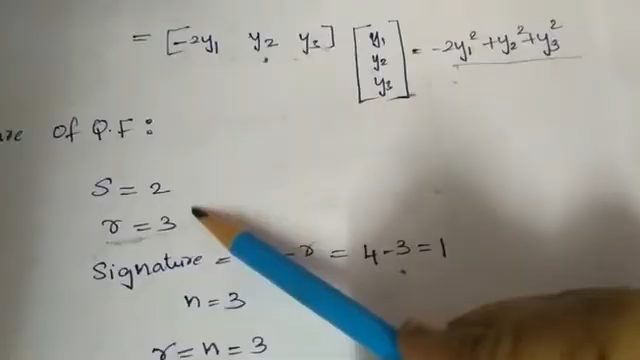 = [-2y₁ y₂ y₃] [y₁ y₂ y₃] = -2y₁² + y₂² + y₃²
of Q.F :
S = 2
r = 3
Signature = - r = 4 - 3 = 1
n = 3
r = n = 3